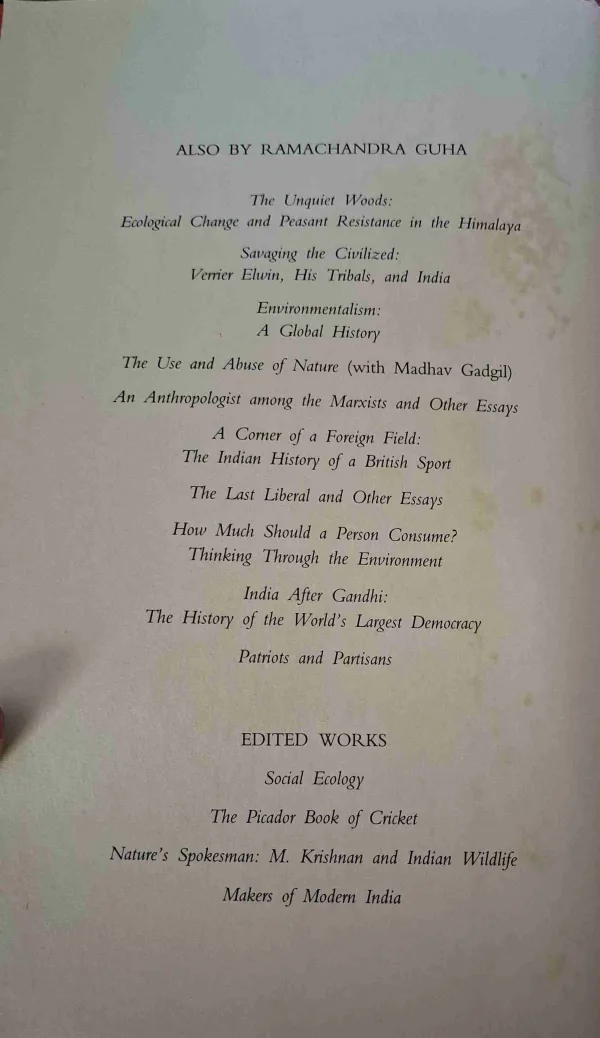 ALSO BY RAMACHANDRA GUHA
The Unquiet Woods:
Ecological Change and Peasant Resistance in the Himalaya
Savaging the Civilized:
Verrier Elwin, His Tribals, and India
Environmentalism:
A Global History
The Use and Abuse of Nature (with Madhav Gadgil)
An Anthropologist among the Marxists and Other Essays
A Corner of a Foreign Field:
The Indian History of a British Sport
The Last Liberal and Other Essays
How Much Should a Person Consume?
Thinking Through the Environment
India After Gandhi:
The History of the World's Largest Democracy
Patriots and Partisans
EDITED WORKS
Social Ecology
The Picador Book of Cricket
Nature's Spokesman: M. Krishnan and Indian Wildlife
Makers of Modern India